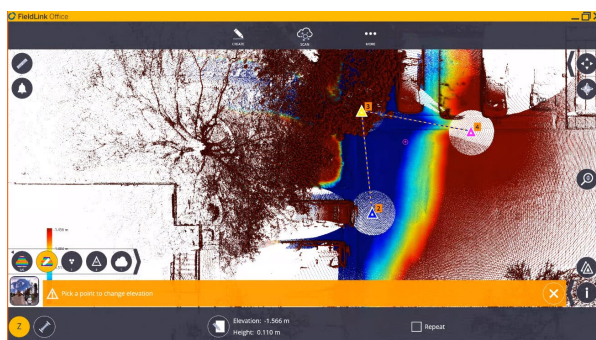 FieldLink Office
CREATE
SCAN
MORE
3
4
2
Pick a point to change elevation
Z
Elevation: -1.566 m
Height: 0.110 m
Repeat